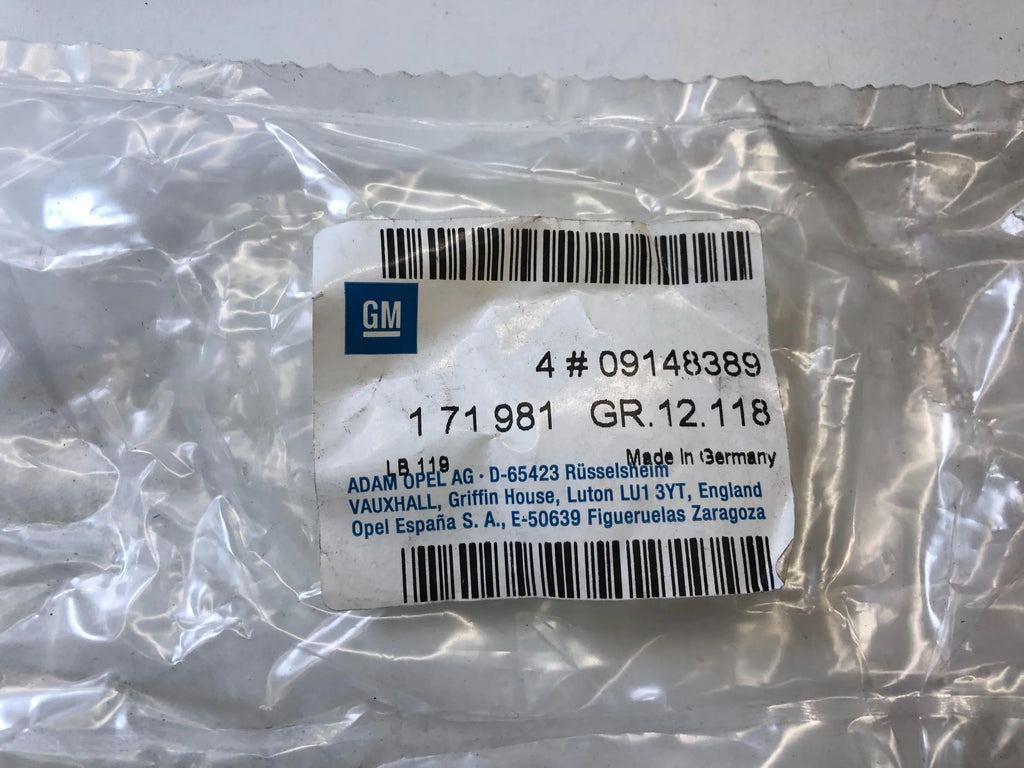 GM
4 # 09148389
1 71 981 GR.12.118
LB 119 Made in Germany
ADAM OPEL AG · D-65423 Rüsselsheim
VAUXHALL, Griffin House, Luton LU1 3YT, England
Opel España S. A., E-50639 Figueruelas Zaragoza